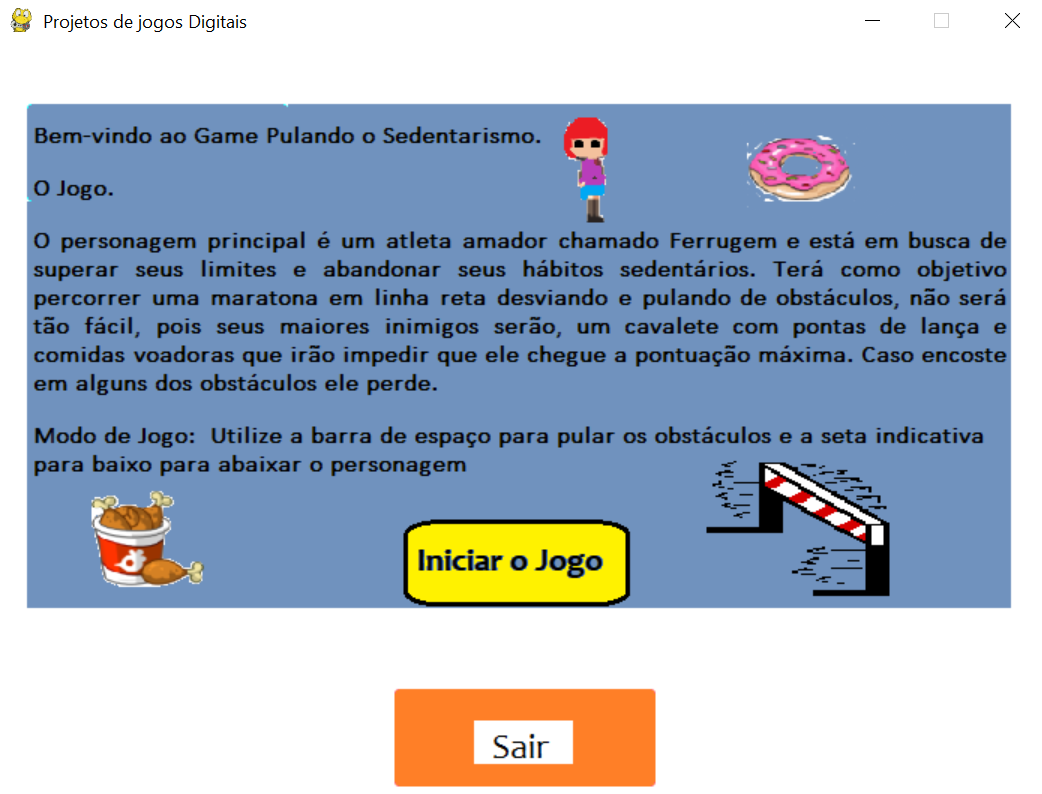 Projetos de jogos Digitais
Bem-vindo ao Game Pulando o Sedentarismo.
O Jogo.
O personagem principal é um atleta amador chamado Ferrugem e está em busca de
superar seus limites e abandonar seus hábitos sedentários. Terá como objetivo
percorrer uma maratona em linha reta desviando e pulando de obstáculos, não será
tão fácil, pois seus maiores inimigos serão, um cavalete com pontas de lança e
comidas voadoras que irão impedir que ele chegue a pontuação máxima. Caso encoste
em alguns dos obstáculos ele perde.
Modo de Jogo: Utilize a barra de espaço para pular os obstáculos e a seta indicativa
para baixo para abaixar o personagem
Iniciar o Jogo
Sair